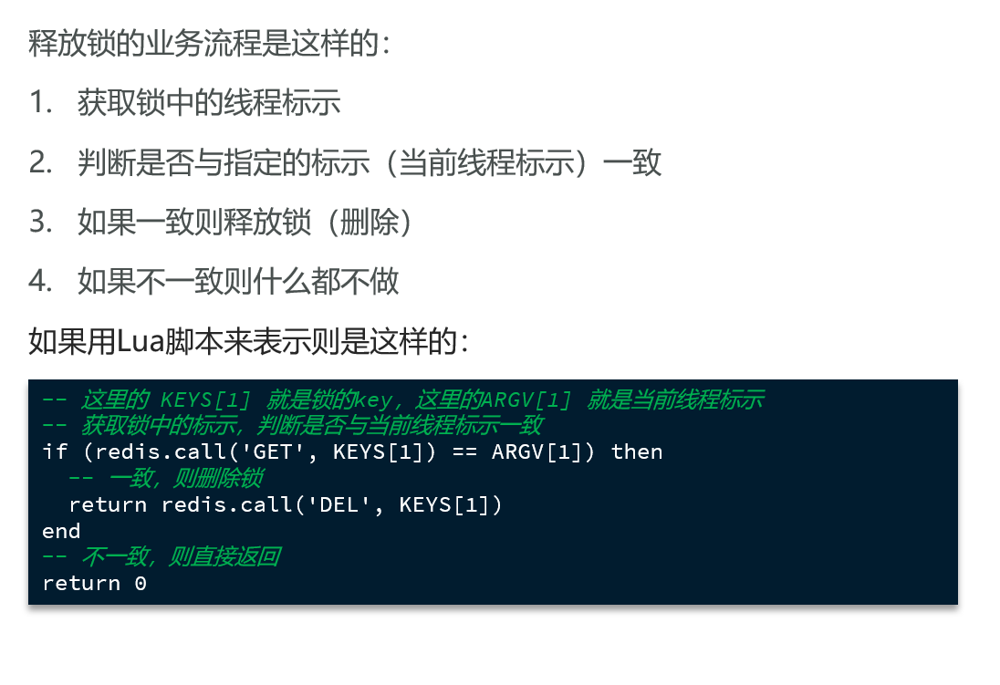 释放锁的业务流程是这样的：
1. 获取锁中的线程标示
2. 判断是否与指定的标示（当前线程标示）一致
3. 如果一致则释放锁（删除）
4. 如果不一致则什么都不做
如果用Lua脚本来表示则是这样的：
-- 这里的 KEYS[1] 就是锁的key，这里的ARGV[1] 就是当前线程标示
-- 获取锁中的标示，判断是否与当前线程标示一致
if (redis.call('GET', KEYS[1]) == ARGV[1]) then
  -- 一致，则删除锁
  return redis.call('DEL', KEYS[1])
end
-- 不一致，则直接返回
return 0